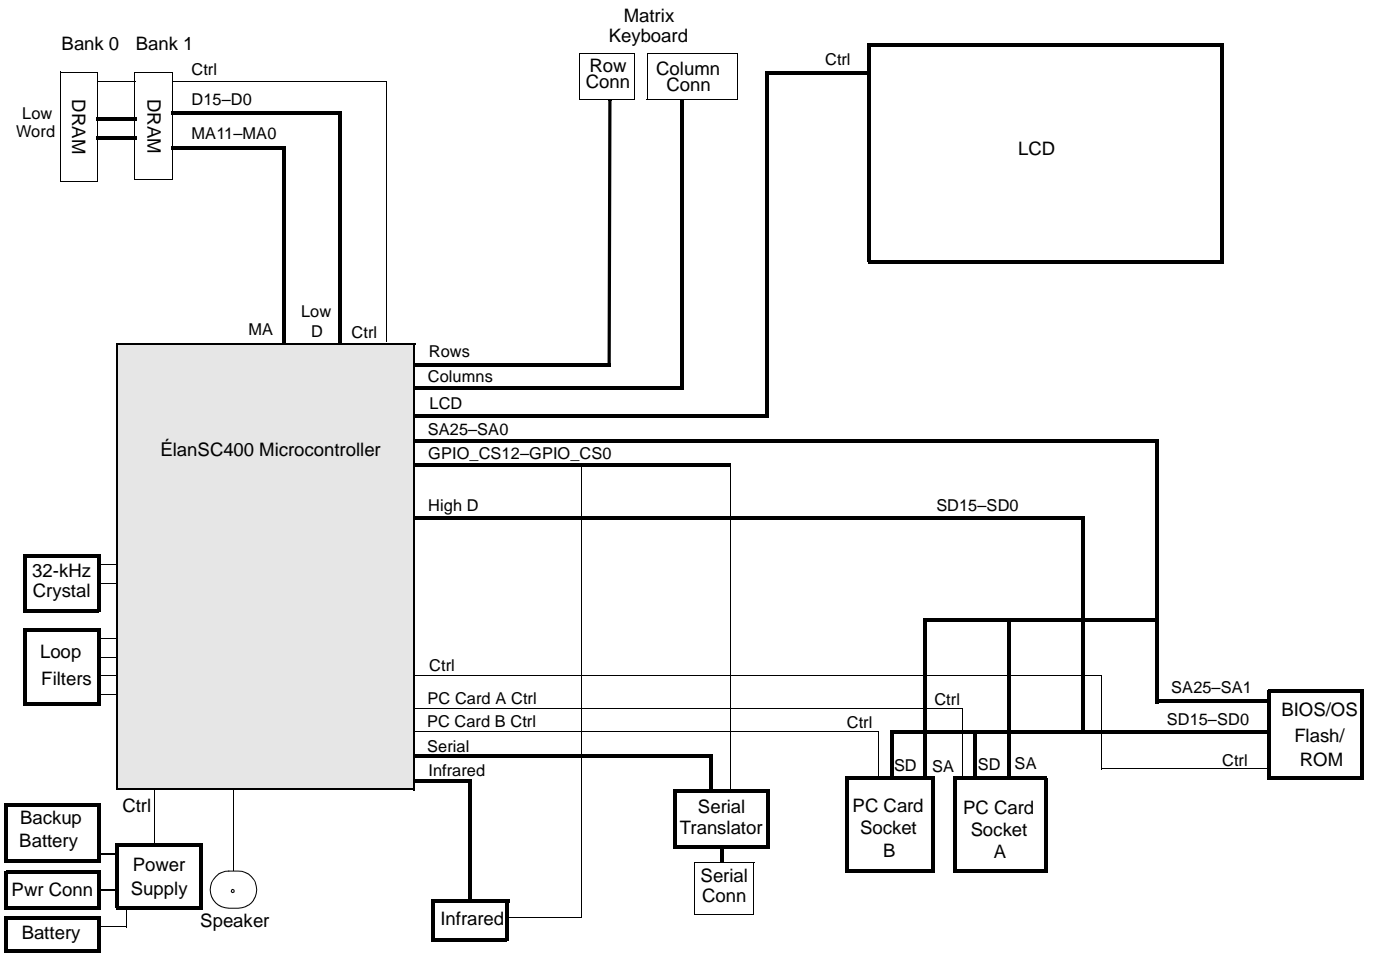 Matrix
Keyboard
Bank 0
Bank 1
Ctrl
D15–D0
MA11–MA0
Low
Word
DRAM
DRAM
Row
Conn
Column
Conn
Ctrl
LCD
MA
Low
D
Ctrl
Rows
Columns
LCD
SA25–SA0
GPIO_CS12–GPIO_CS0
ÉlanSC400 Microcontroller
High D
SD15–SD0
32-kHz
Crystal
Loop
Filters
Ctrl
PC Card A Ctrl
PC Card B Ctrl
Serial
Infrared
Ctrl
Ctrl
SA25–SA1
SD15–SD0
Ctrl
BIOS/OS
Flash/
ROM
SD
SA
SD
SA
PC Card
Socket
B
PC Card
Socket
A
Serial
Translator
Serial
Conn
Ctrl
Backup
Battery
Pwr Conn
Battery
Power
Supply
Speaker
Infrared